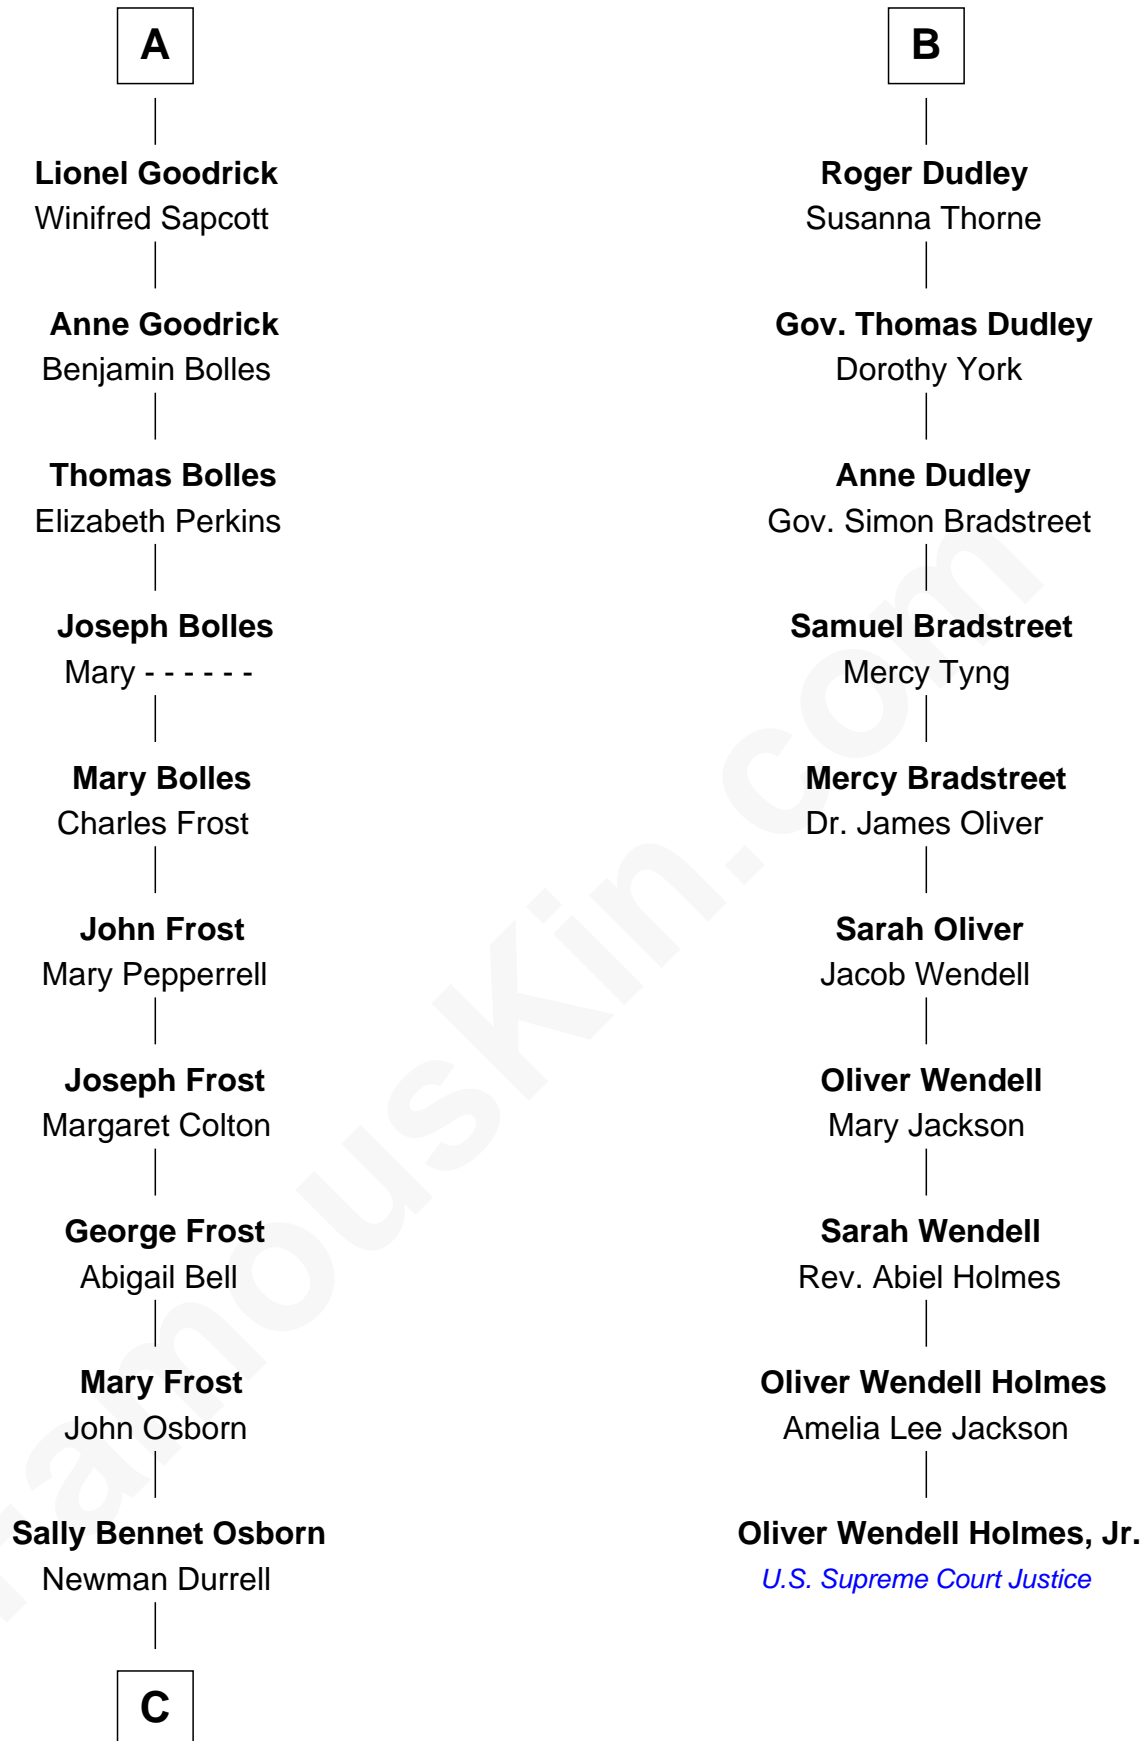 A
Lionel Goodrick
Winifred Sapcott
Anne Goodrick
Benjamin Bolles
Thomas Bolles
Elizabeth Perkins
Joseph Bolles
Mary - - - - - -
Mary Bolles
Charles Frost
John Frost
Mary Pepperrell
Joseph Frost
Margaret Colton
George Frost
Abigail Bell
Mary Frost
John Osborn
Sally Bennet Osborn
Newman Durrell
C
B
Roger Dudley
Susanna Thorne
Gov. Thomas Dudley
Dorothy York
Anne Dudley
Gov. Simon Bradstreet
Samuel Bradstreet
Mercy Tyng
Mercy Bradstreet
Dr. James Oliver
Sarah Oliver
Jacob Wendell
Oliver Wendell
Mary Jackson
Sarah Wendell
Rev. Abiel Holmes
Oliver Wendell Holmes
Amelia Lee Jackson
Oliver Wendell Holmes, Jr.
U.S. Supreme Court Justice
FamousKin.com